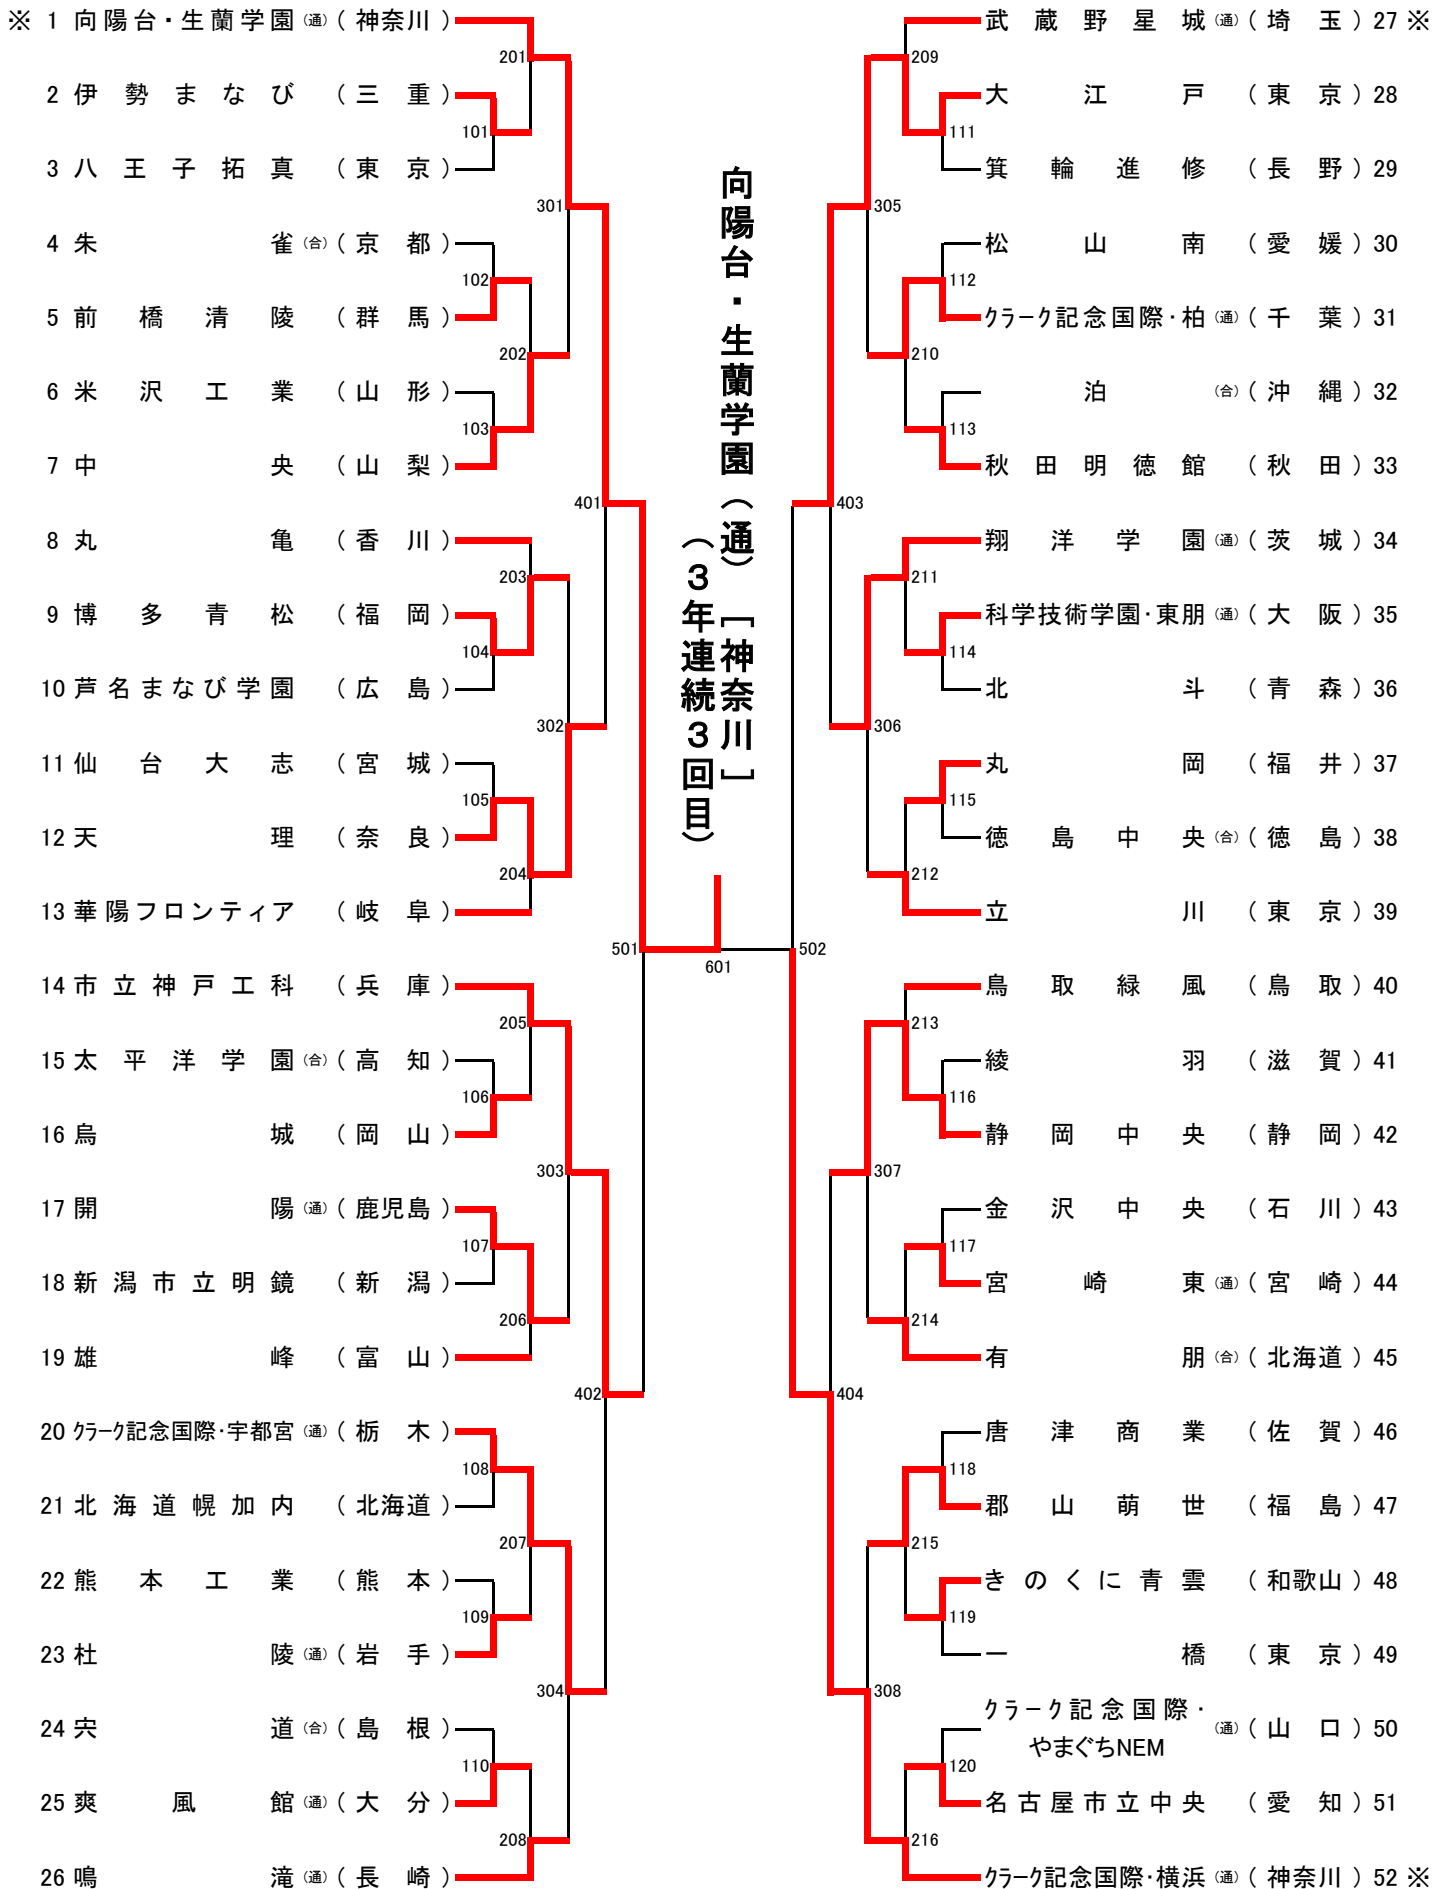 ※ 1 向陽台・生蘭学園 (通) ( 神奈川 )
2 伊勢まなび ( 三重 )
3 八王子拓真 ( 東京 )
4 朱雀 (合) ( 京都 )
5 前橋清陵 ( 群馬 )
6 米沢工業 ( 山形 )
7 中央 ( 山梨 )
8 丸亀 ( 香川 )
9 博多青松 ( 福岡 )
10 芦名まなび学園 ( 広島 )
11 仙台大志 ( 宮城 )
12 天理 ( 奈良 )
13 華陽フロンティア ( 岐阜 )
14 市立神戸工科 ( 兵庫 )
15 太平洋学園 (合) ( 高知 )
16 烏城 ( 岡山 )
17 開陽 (通) ( 鹿児島 )
18 新潟市立明鏡 ( 新潟 )
19 雄峰 ( 富山 )
20 クラーク記念国際・宇都宮 (通) ( 栃木 )
21 北海道幌加内 ( 北海道 )
22 熊本工業 ( 熊本 )
23 杜陵 (通) ( 岩手 )
24 宍道 (合) ( 島根 )
25 爽風館 (通) ( 大分 )
26 鳴滝 (通) ( 長崎 )
201
101
301
102
202
103
401
203
104
302
105
204
501
205
106
303
107
206
402
108
207
109
304
110
208
向陽台・生蘭学園（通）［神奈川］
（３年連続３回目）
601
209
111
305
112
210
113
403
211
114
306
115
212
502
213
116
307
117
214
404
118
215
119
308
120
216
武蔵野星城 (通) ( 埼玉 ) 27 ※
大江戸 ( 東京 ) 28
箕輪進修 ( 長野 ) 29
松山南 ( 愛媛 ) 30
クラーク記念国際・柏 (通) ( 千葉 ) 31
泊 (合) ( 沖縄 ) 32
秋田明徳館 ( 秋田 ) 33
翔洋学園 (通) ( 茨城 ) 34
科学技術学園・東朋 (通) ( 大阪 ) 35
北斗 ( 青森 ) 36
丸岡 ( 福井 ) 37
徳島中央 (合) ( 徳島 ) 38
立川 ( 東京 ) 39
鳥取緑風 ( 鳥取 ) 40
綾羽 ( 滋賀 ) 41
静岡中央 ( 静岡 ) 42
金沢中央 ( 石川 ) 43
宮崎東 (通) ( 宮崎 ) 44
有朋 (合) ( 北海道 ) 45
唐津商業 ( 佐賀 ) 46
郡山萌世 ( 福島 ) 47
きのくに青雲 ( 和歌山 ) 48
一橋 ( 東京 ) 49
クラーク記念国際・
やまぐちNEM (通) ( 山口 ) 50
名古屋市立中央 ( 愛知 ) 51
クラーク記念国際・横浜 (通) ( 神奈川 ) 52 ※